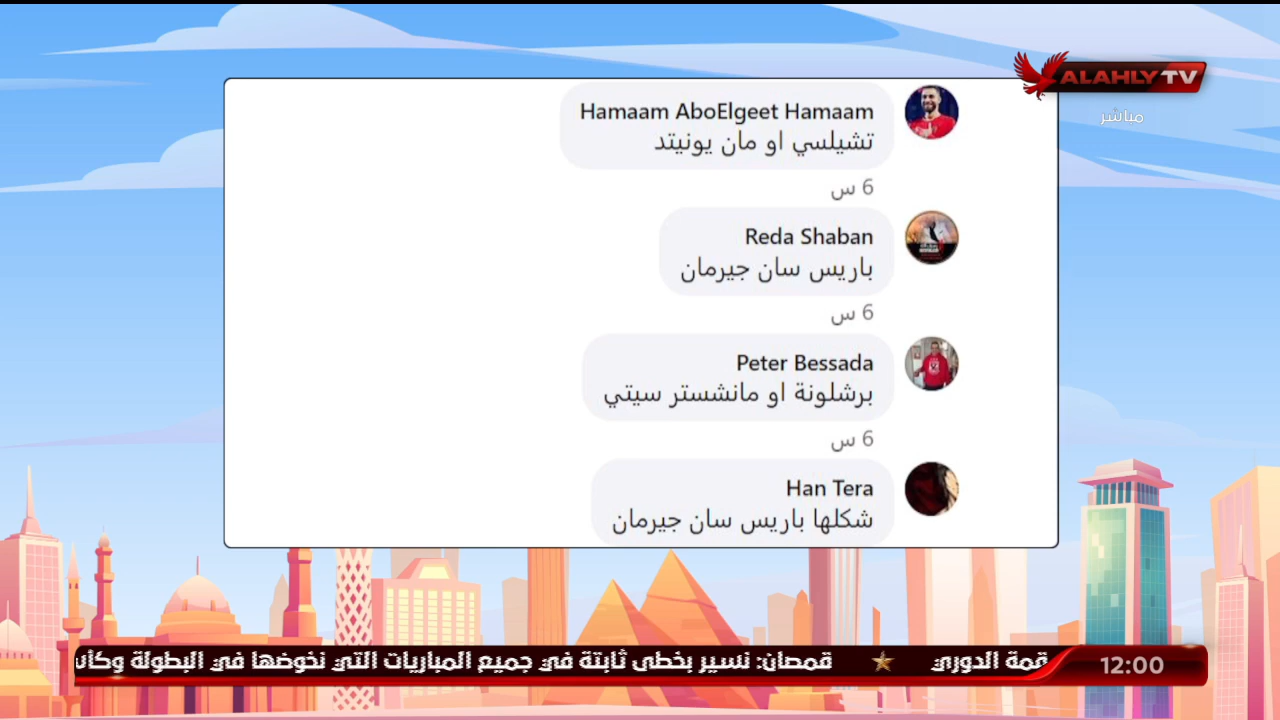 ALAHLY TV
مباشر
Hamaam AboElgeet Hamaam
تشيلسي او مان يونيتد
6 س
Reda Shaban
باريس سان جيرمان
6 س
Peter Bessada
برشلونة او مانشستر سيتي
6 س
Han Tera
شكلها باريس سان جيرمان
قمة الدوري ★ قمصان: نسير بخطى ثابتة في جميع المباريات التي نخوضها في البطولة وكأن
12:00